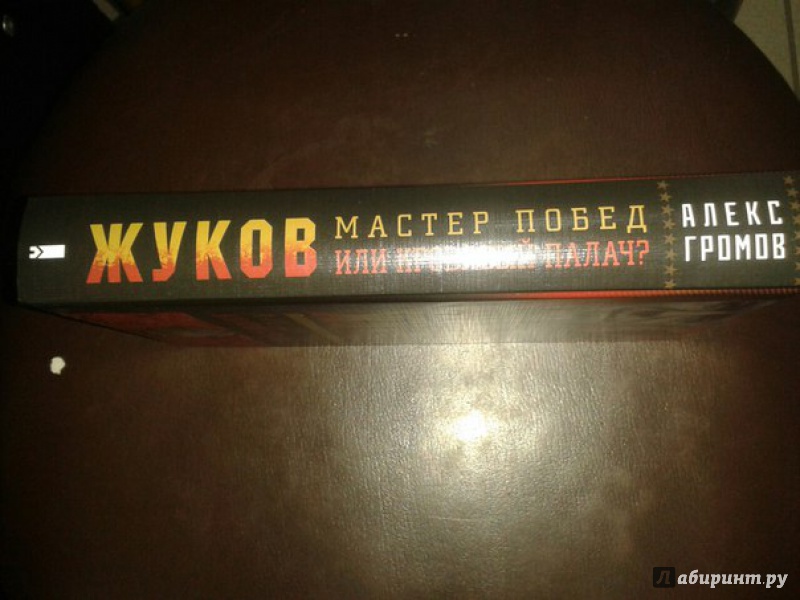 ЖУКОВ
МАСТЕР ПОБЕД
ИЛИ КРОВАВЫЙ ПАЛАЧ?
АЛЕКС
ГРОМОВ
Лабиринт.ру